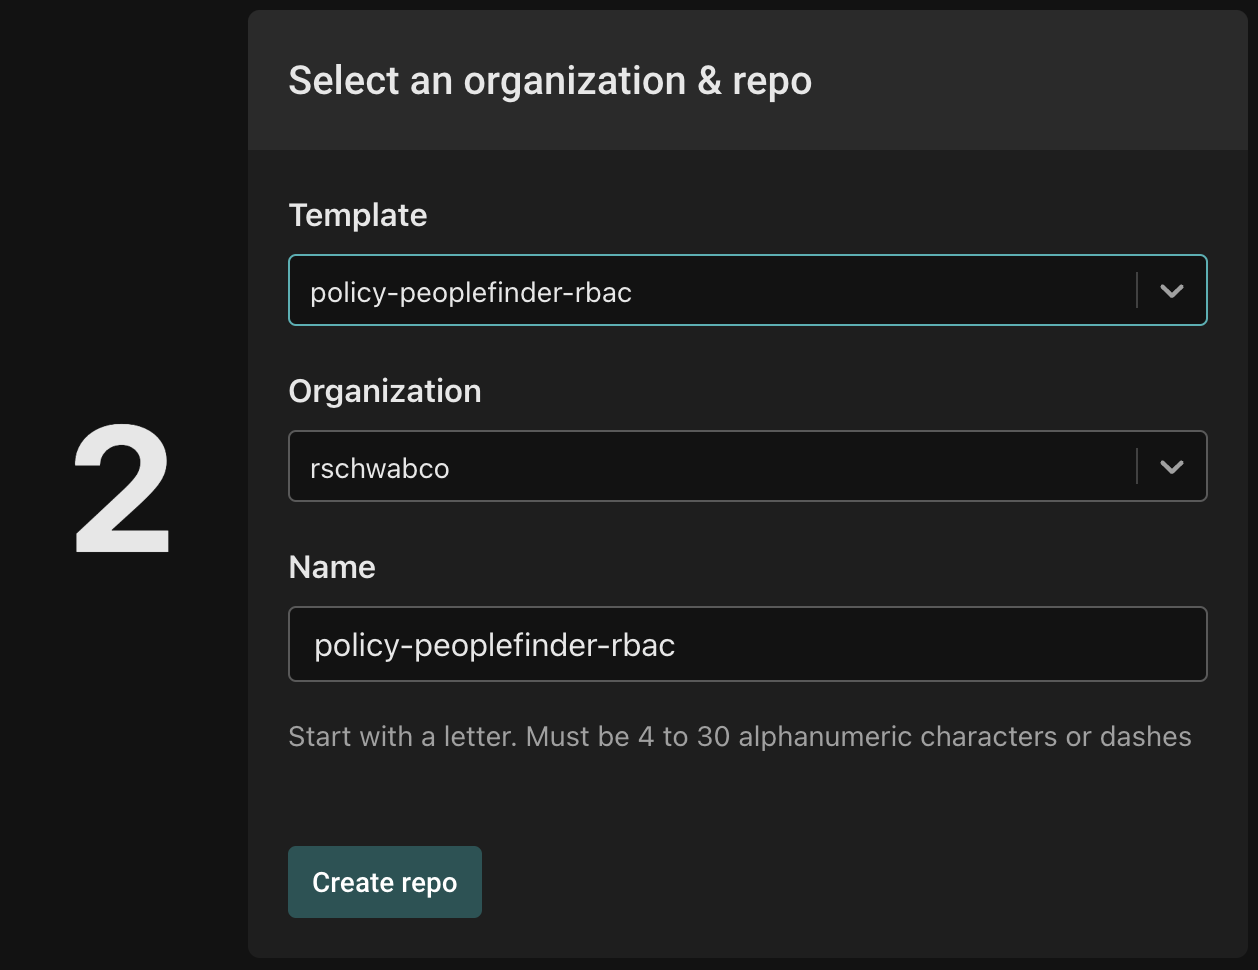 2
Select an organization & repo
Template
policy-peoplefinder-rbac
Organization
rschwabco
Name
policy-peoplefinder-rbac
Start with a letter. Must be 4 to 30 alphanumeric characters or dashes
Create repo